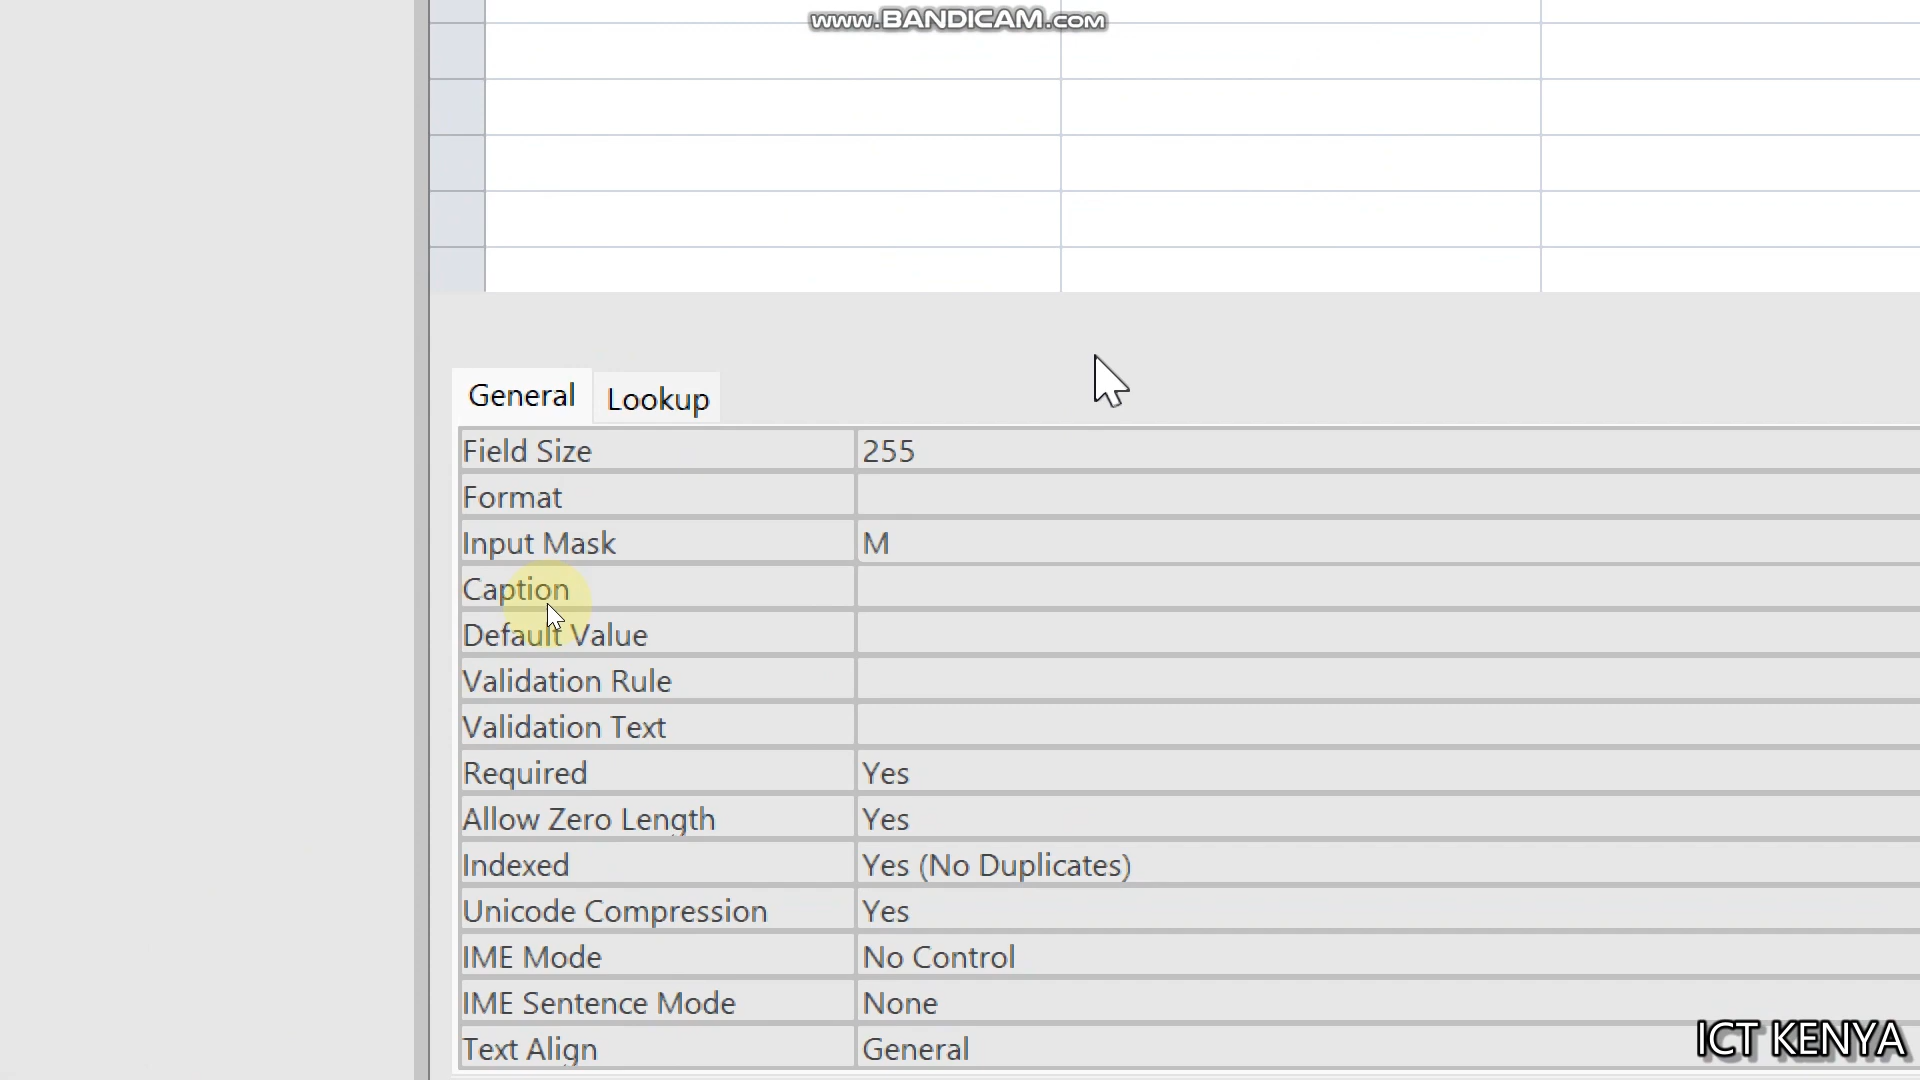 www.BANDICAM.com
General Lookup
Field Size 255
Format
Input Mask M
Caption
Default Value
Validation Rule
Validation Text
Required Yes
Allow Zero Length Yes
Indexed Yes (No Duplicates)
Unicode Compression Yes
IME Mode No Control
IME Sentence Mode None
Text Align General
ICT KENYA